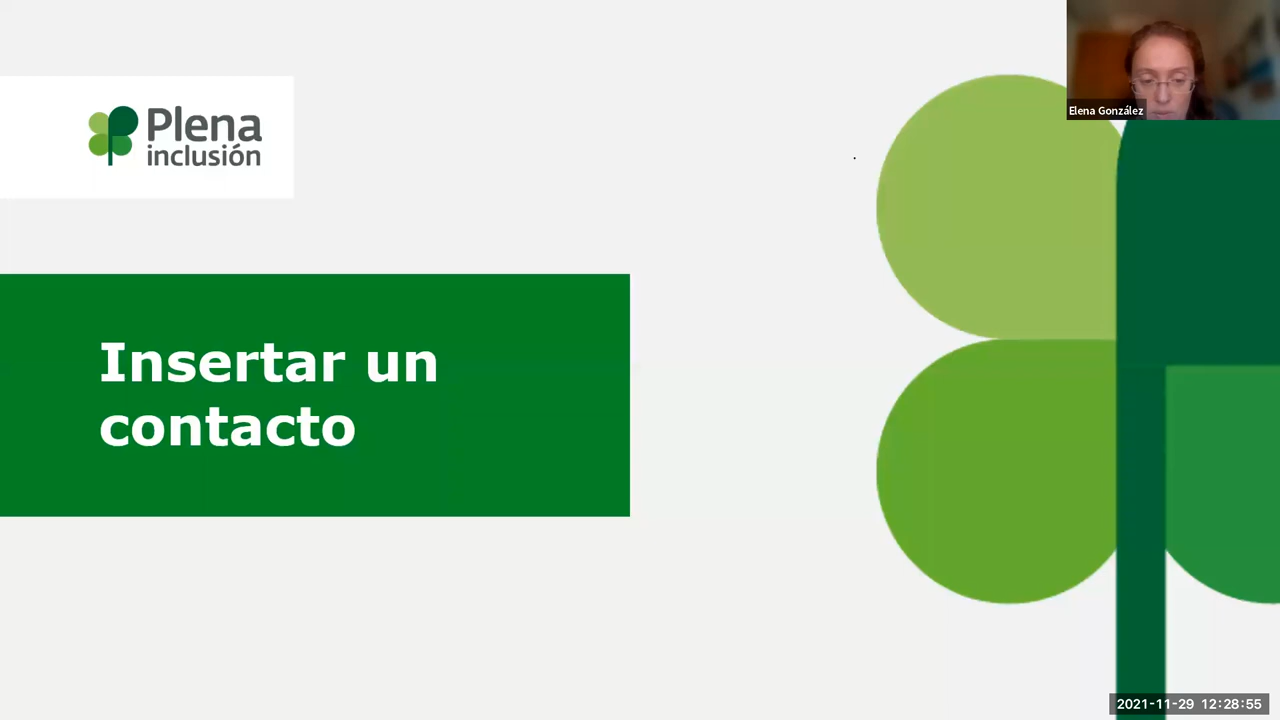 Plena
inclusión
Elena González
Insertar un
contacto
2021-11-29 12:28:55